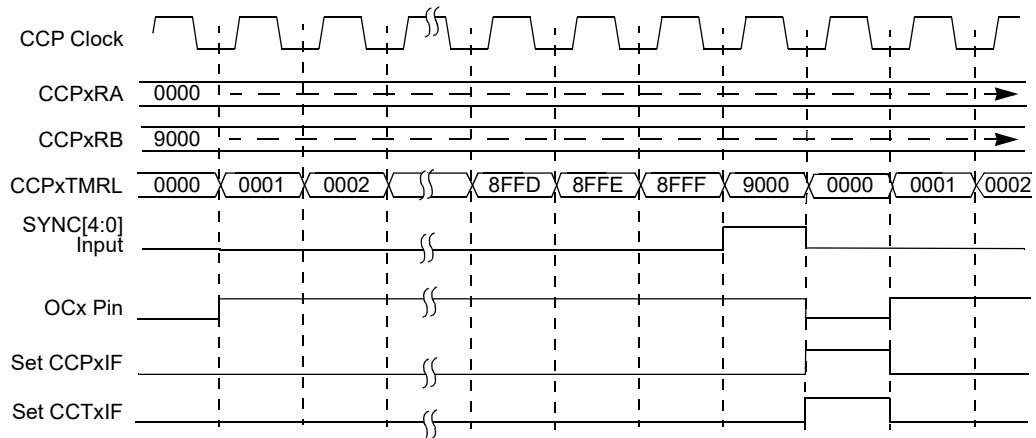 CCP Clock
CCPxRA 0000
CCPxRB 9000
CCPxTMRL 0000 0001 0002 8FFD 8FFE 8FFF 9000 0000 0001 0002
SYNC[4:0]
Input
OCx Pin
Set CCPxIF
Set CCTxIF